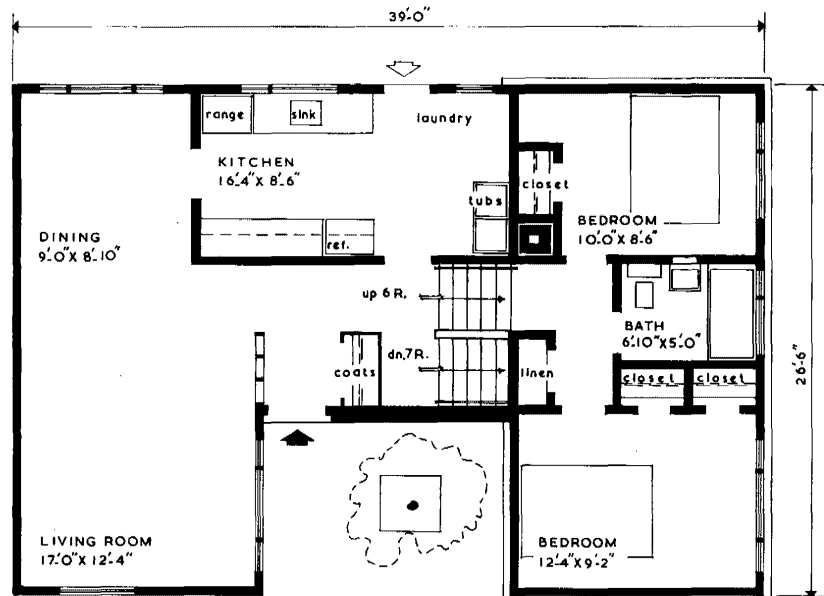 39'-0"
range
sink
laundry
KITCHEN
16'-4" X 8'-6"
closet
tubs
BEDROOM
10'-0" X 8'-6"
DINING
9'-0" X 8'-10"
ref.
up 6 R.
BATH
6'-10" X 5'-0"
26'-6"
coats
dn. 7 R.
linen
closet
closet
LIVING ROOM
17'-0" X 12'-4"
BEDROOM
12'-4" X 9'-2"